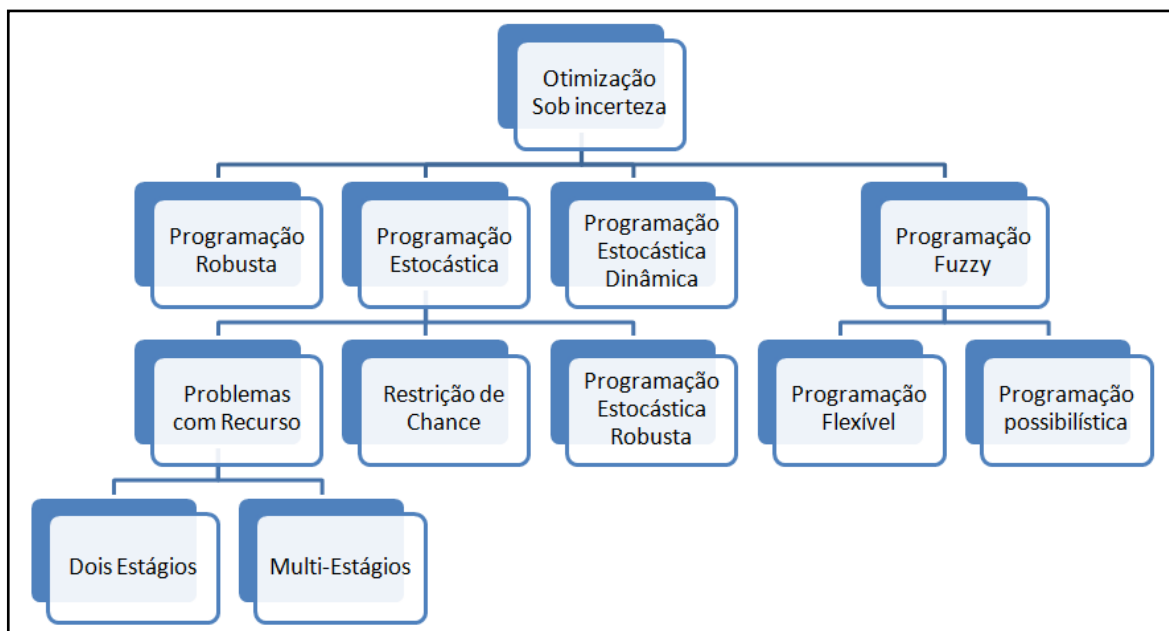 Otimização
Sob incerteza
Programação
Robusta
Programação
Estocástica
Programação
Estocástica
Dinâmica
Programação
Fuzzy
Problemas
com Recurso
Restrição de
Chance
Programação
Estocástica
Robusta
Programação
Flexível
Programação
possibilística
Dois Estágios
Multi-Estágios